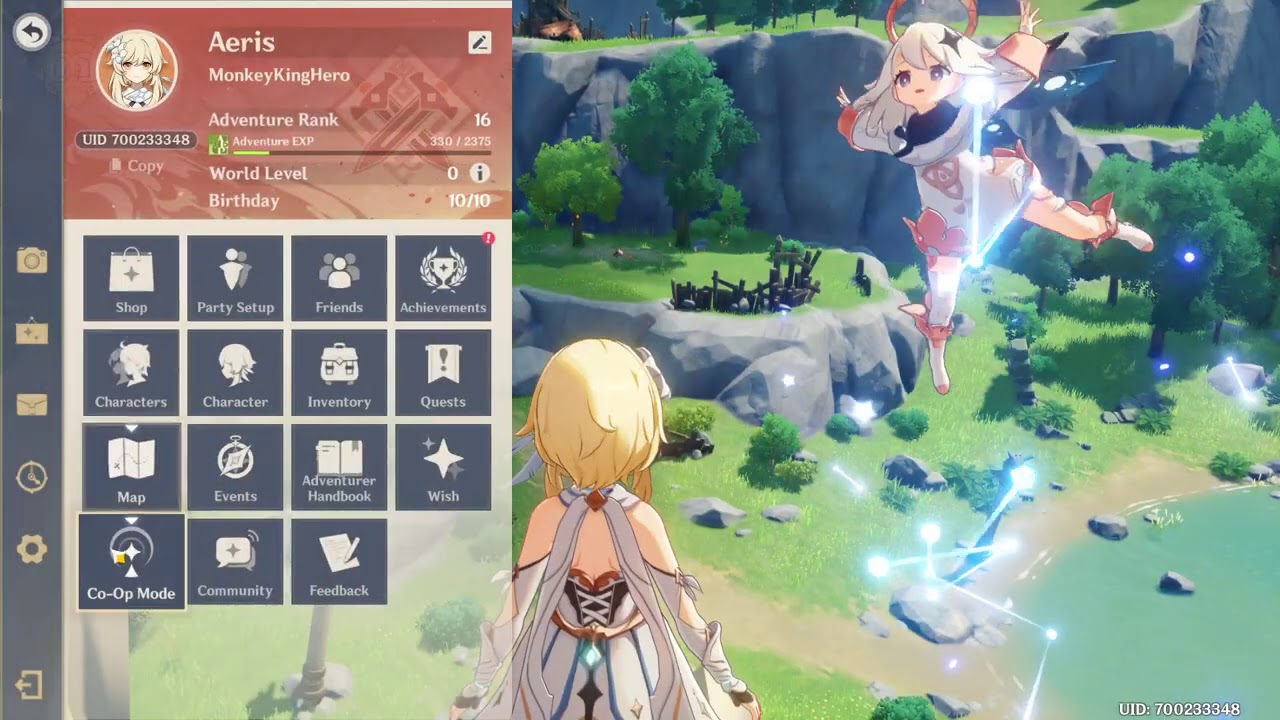 Aeris
MonkeyKingHero
Adventure Rank 16
UID 700233348
Adventure EXP 330 / 2375
Copy
World Level 0
Birthday 10/10
Shop Party Setup Friends Achievements
Characters Character Inventory Quests
Map Events Adventurer Handbook Wish
Co-Op Mode Community Feedback
UID: 700233348